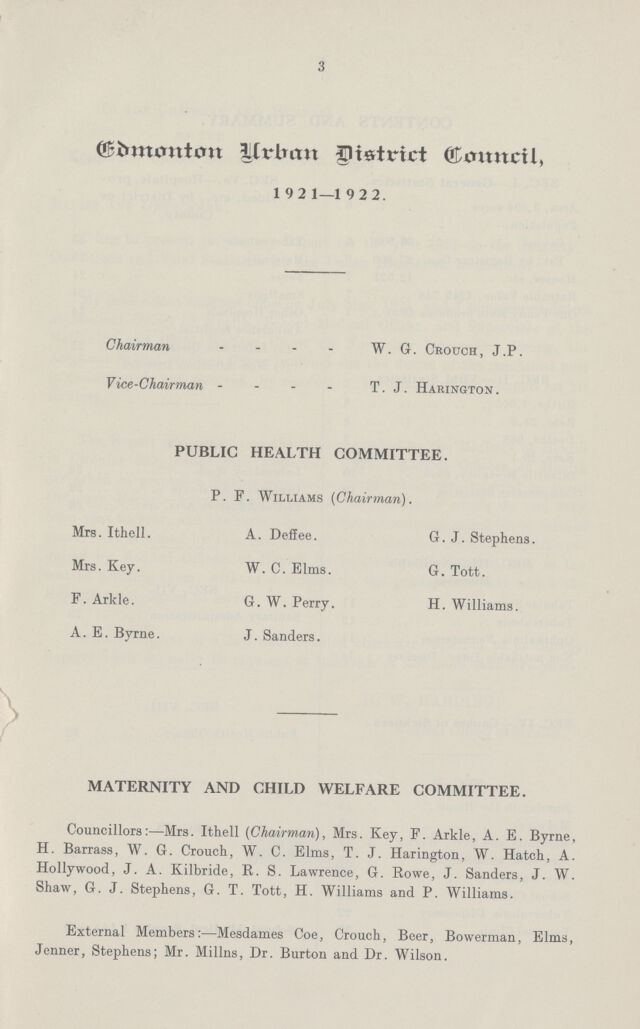 3
Edmonton Urban District Council,
1921—1922.
Chairman - - - - W. G. Crouch, J.P.
Vice-Chairman - - - - T. J. Harington.
PUBLIC HEALTH COMMITTEE.
P. F. Williams (Chairman).
Mrs. Ithell. A. Deffee. G. J. Stephens.
Mrs. Key. W. C. Elms. G. Tott.
F. Arkle. G. W. Perry. H. Williams.
A. E. Byrne. J. Sanders.
MATERNITY AND CHILD WELFARE COMMITTEE.
Councillors:—Mrs. Ithell (Chairman), Mrs. Key, F. Arkle, A. E. Byrne,
H. Barrass, W. G. Crouch, W. C. Elms, T. J. Harington, W. Hatch, A.
Hollywood, J. A. Kilbride, R. S. Lawrence, G. Rowe, J. Sanders, J. W.
Shaw, G. J. Stephens, G. T. Tott, H. Williams and P. Williams.
External Members:—Mesdames Coe, Crouch, Beer, Bowerman, Elms,
Jenner, Stephens; Mr. Millns, Dr. Burton and Dr. Wilson.